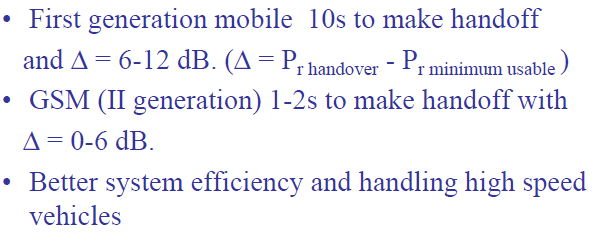 • First generation mobile 10s to make handoff
and Δ = 6-12 dB. (Δ = Pr handover - Pr minimum usable )
• GSM (II generation) 1-2s to make handoff with
Δ = 0-6 dB.
• Better system efficiency and handling high speed
vehicles